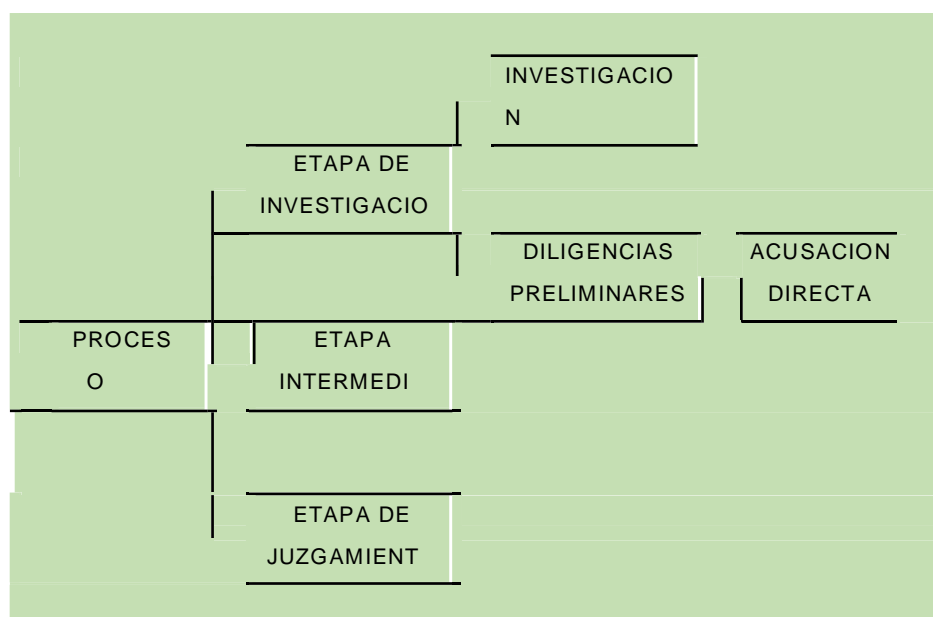 INVESTIGACIO
N
ETAPA DE
INVESTIGACIO
DILIGENCIAS
PRELIMINARES
ACUSACION
DIRECTA
PROCES
O
ETAPA
INTERMEDI
ETAPA DE
JUZGAMIENT